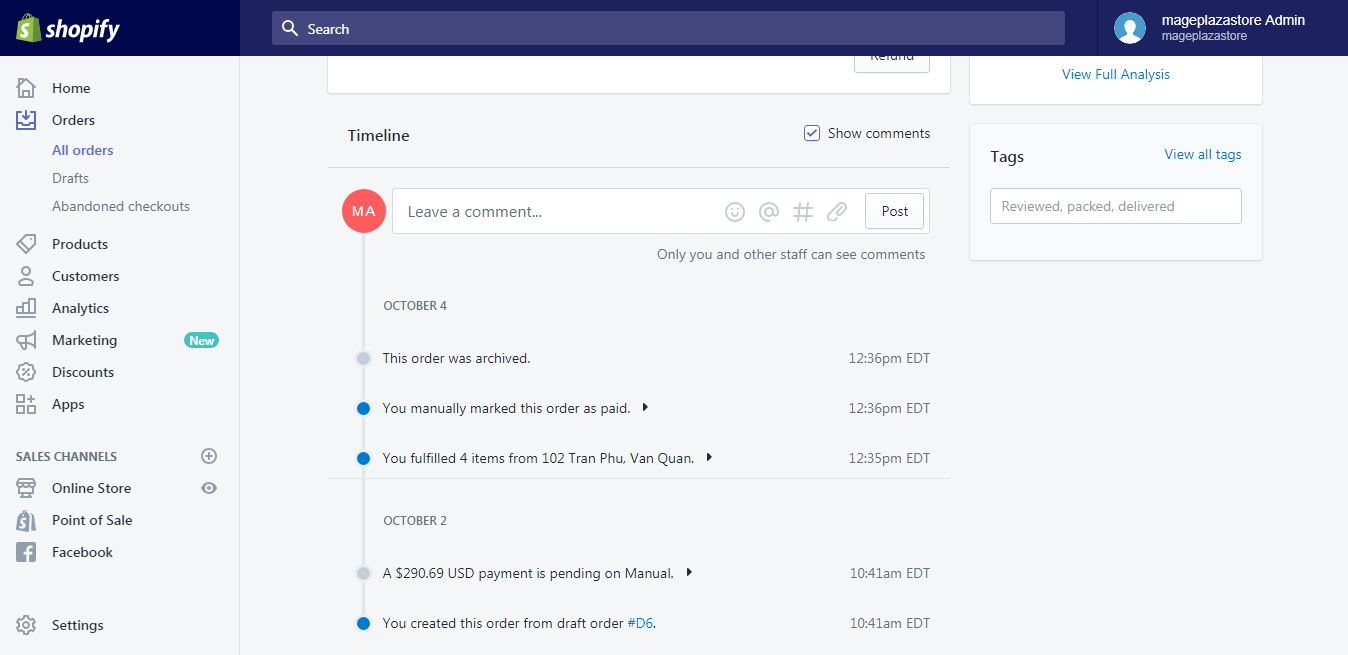 shopify
Search
mageplazastore Admin
mageplazastore
Home
Orders
All orders
Drafts
Abandoned checkouts
Products
Customers
Analytics
Marketing New
Discounts
Apps
SALES CHANNELS
Online Store
Point of Sale
Facebook
Settings
Refund
Timeline
Show comments
MA
Leave a comment...
Post
Only you and other staff can see comments
OCTOBER 4
This order was archived. 12:36pm EDT
You manually marked this order as paid. 12:36pm EDT
You fulfilled 4 items from 102 Tran Phu, Van Quan. 12:35pm EDT
OCTOBER 2
A $290.69 USD payment is pending on Manual. 10:41am EDT
You created this order from draft order #D6. 10:41am EDT
View Full Analysis
Tags
View all tags
Reviewed, packed, delivered